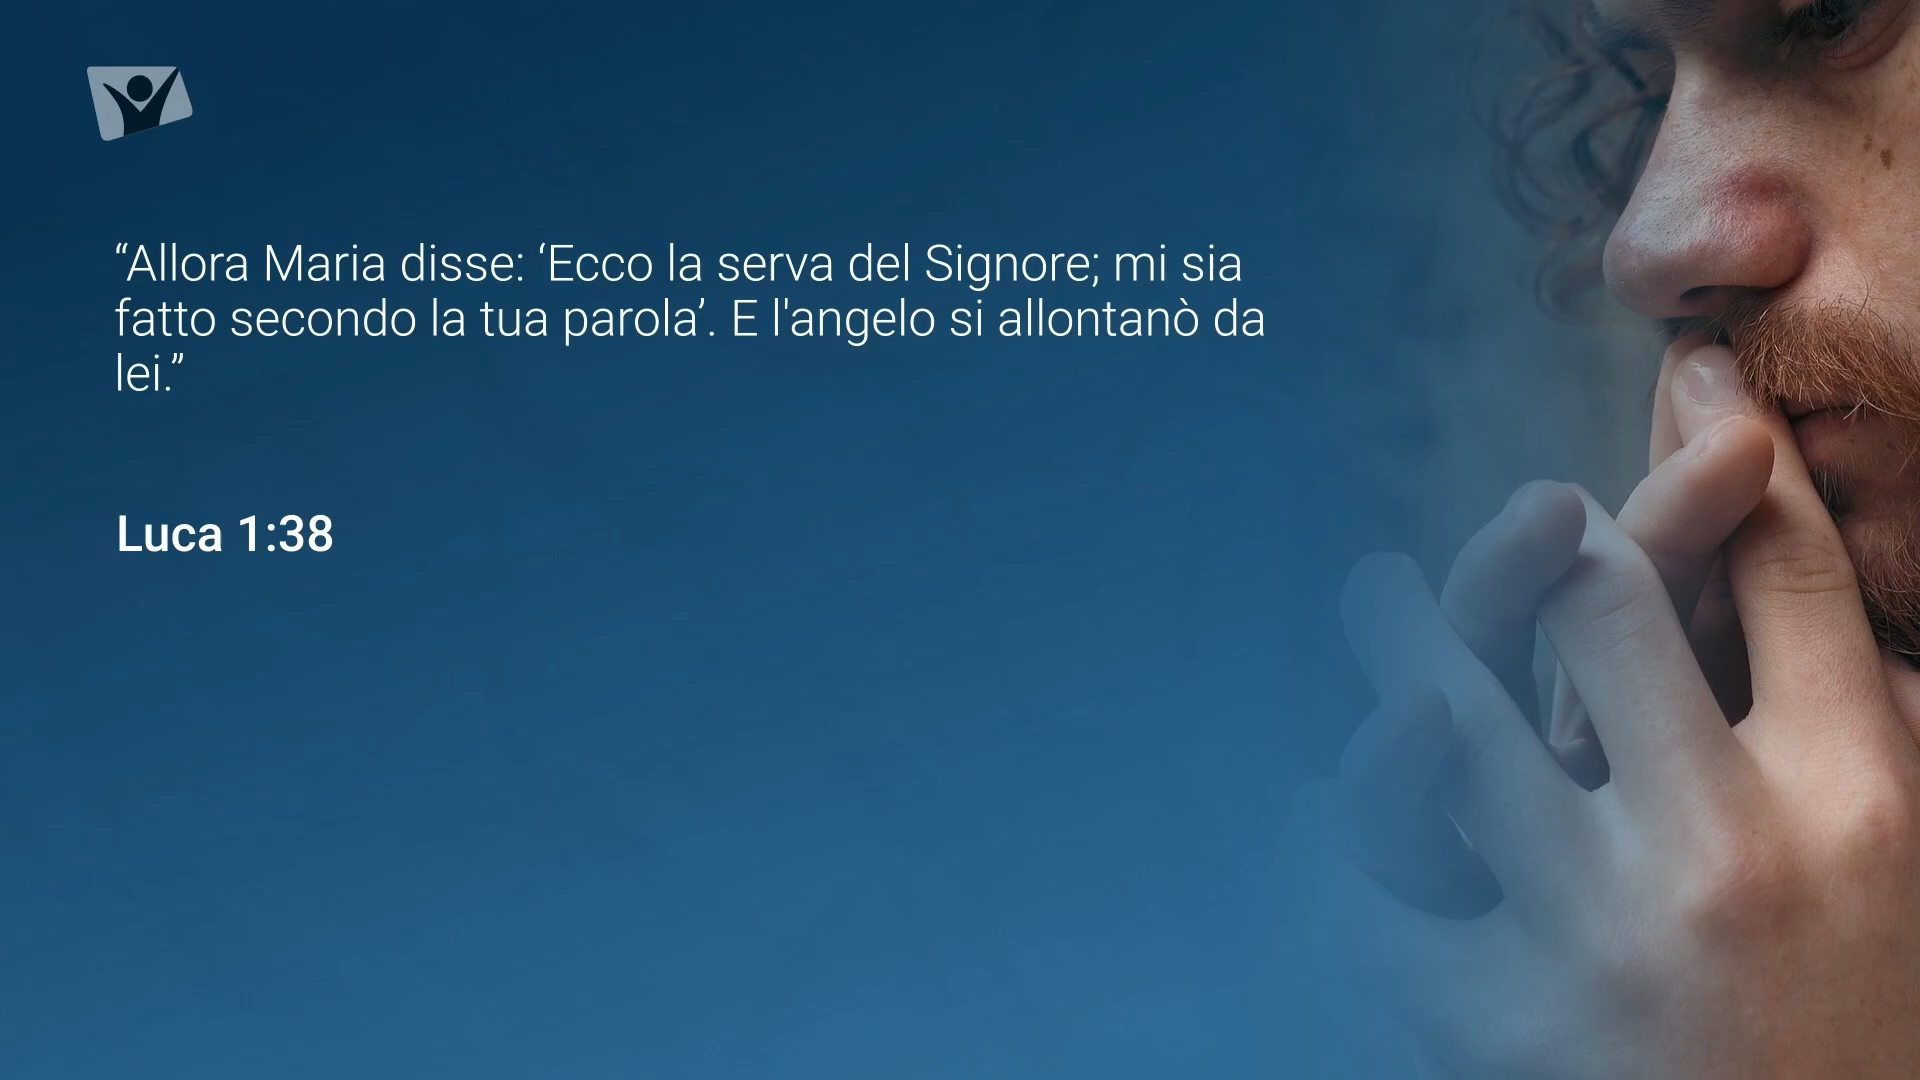 “Allora Maria disse: ‘Ecco la serva del Signore; mi sia
fatto secondo la tua parola’. E l'angelo si allontanò da
lei.”
Luca 1:38